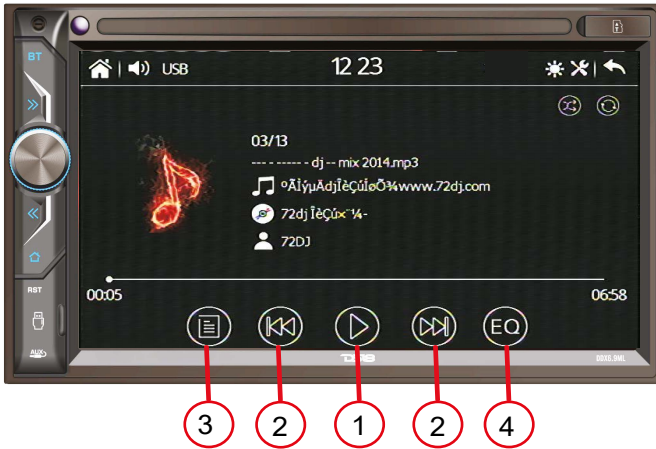 BT
USB
12 23
03/13
---- - ------ dj -- mix 2014.mp3
ºÃÌýµÄdjÎèÇúÍøÕ¾www.72dj.com
72dj ÎèÇú×¨¼-
72DJ
00:05
06:58
RST
EQ
AUX
DS18
DDX6.9ML
3
2
1
2
4